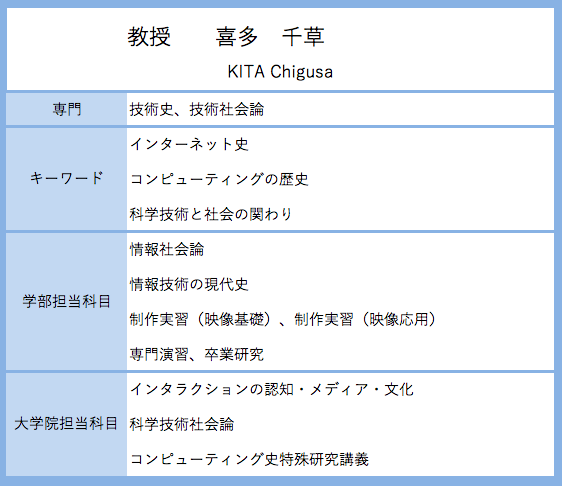 教授　　喜多　千草
KITA Chigusa
専門
技術史、技術社会論
キーワード
インターネット史
コンピューティングの歴史
科学技術と社会の関わり
学部担当科目
情報社会論
情報技術の現代史
制作実習（映像基礎）、制作実習（映像応用）
専門演習、卒業研究
大学院担当科目
インタラクションの認知・メディア・文化
科学技術社会論
コンピューティング史特殊研究講義